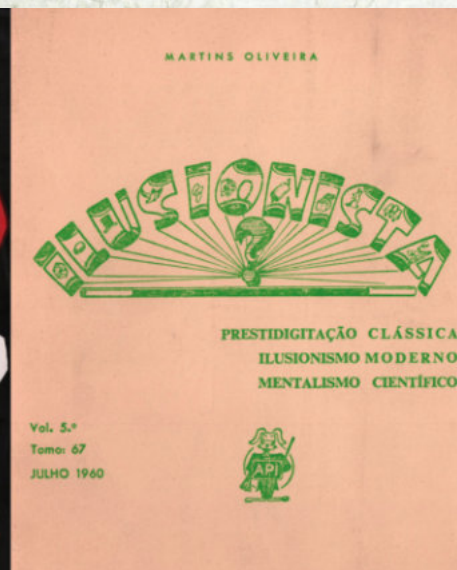 MARTINS OLIVEIRA
ILUSIONISTA
?
PRESTIDIGITAÇÃO CLÁSSICA
ILUSIONISMO MODERNO
MENTALISMO CIENTÍFICO
Vol. 5.º
Tomo: 67
JULHO 1960
API